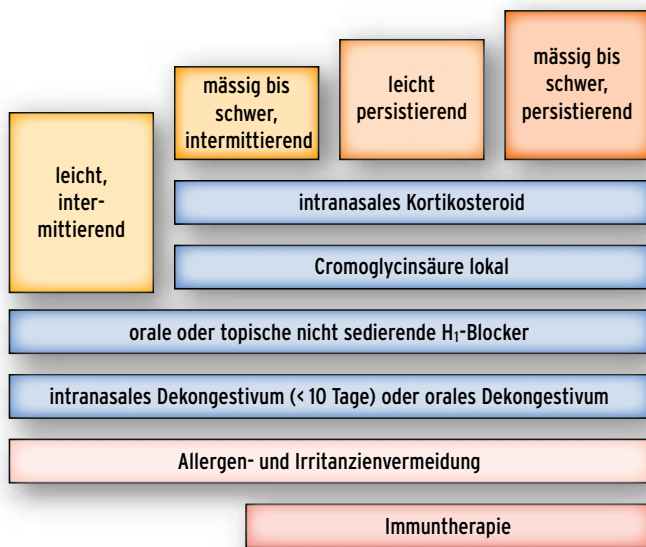 leicht,
inter-
mittierend
mässig bis
schwer,
intermittierend
leicht
persistierend
mässig bis
schwer,
persistierend
intranasales Kortikosteroid
Cromoglycinsäure lokal
orale oder topische nicht sedierende H₁-Blocker
intranasales Dekongestivum (< 10 Tage) oder orales Dekongestivum
Allergen- und Irritanzienvermeidung
Immuntherapie